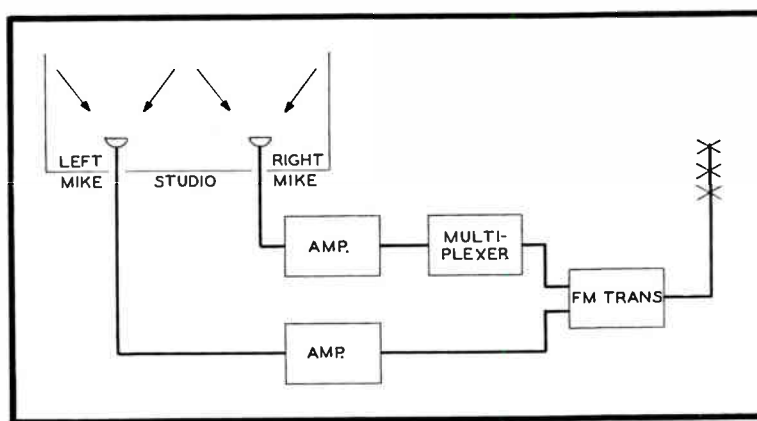 LEFT
MIKE
STUDIO
RIGHT
MIKE
AMP.
MULTI-
PLEXER
FM TRANS
AMP.